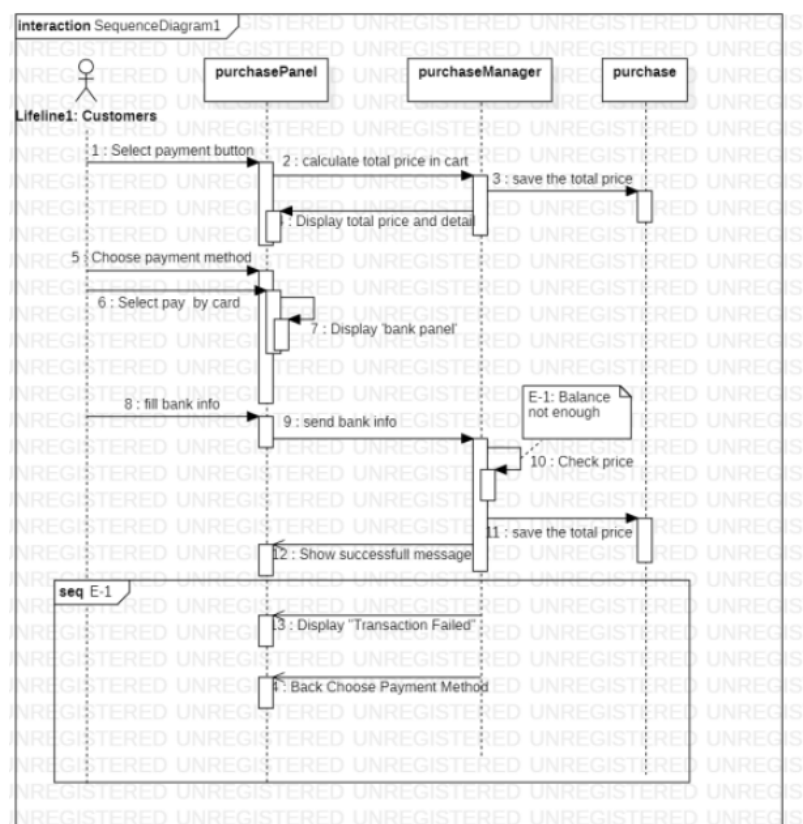 interaction SequenceDiagram1
purchasePanel
purchaseManager
purchase
Lifeline1: Customers
1 : Select payment button
2 : calculate total price in cart
3 : save the total price
: Display total price and detail
5 : Choose payment method
6 : Select pay by card
7 : Display 'bank panel'
8 : fill bank info
9 : send bank info
E-1: Balance
not enough
10 : Check price
11 : save the total price
12 : Show successfull message
seq E-1
13 : Display "Transaction Failed"
: Back Choose Payment Method
UNREGISTERED